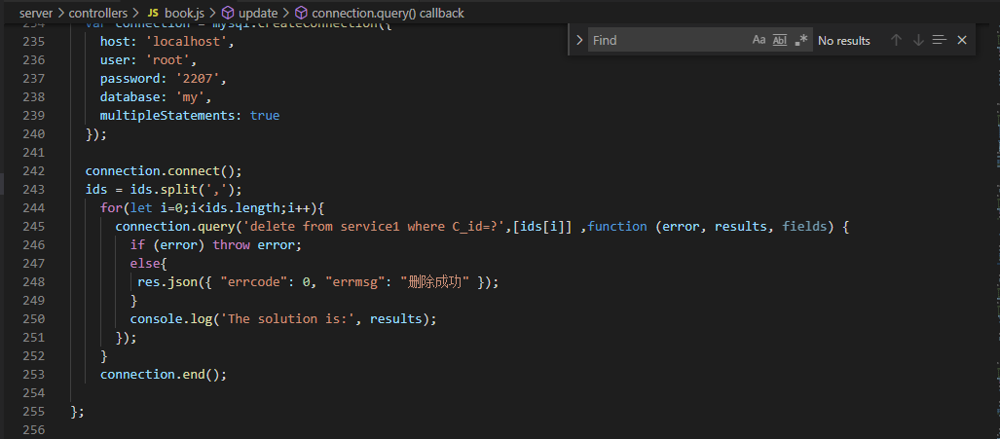 server > controllers > JS book.js > update > connection.query() callback
Find
Aa Abl .* No results
234 var connection = mysql.createConnection({
235 host: 'localhost',
236 user: 'root',
237 password: '2207',
238 database: 'my',
239 multipleStatements: true
240 });
241
242 connection.connect();
243 ids = ids.split(',');
244 for(let i=0;i<ids.length;i++){
245 connection.query('delete from service1 where C_id=?',[ids[i]] ,function (error, results, fields) {
246 if (error) throw error;
247 else{
248 res.json({ "errcode": 0, "errmsg": "删除成功" });
249 }
250 console.log('The solution is:', results);
251 });
252 }
253 connection.end();
254
255 };
256